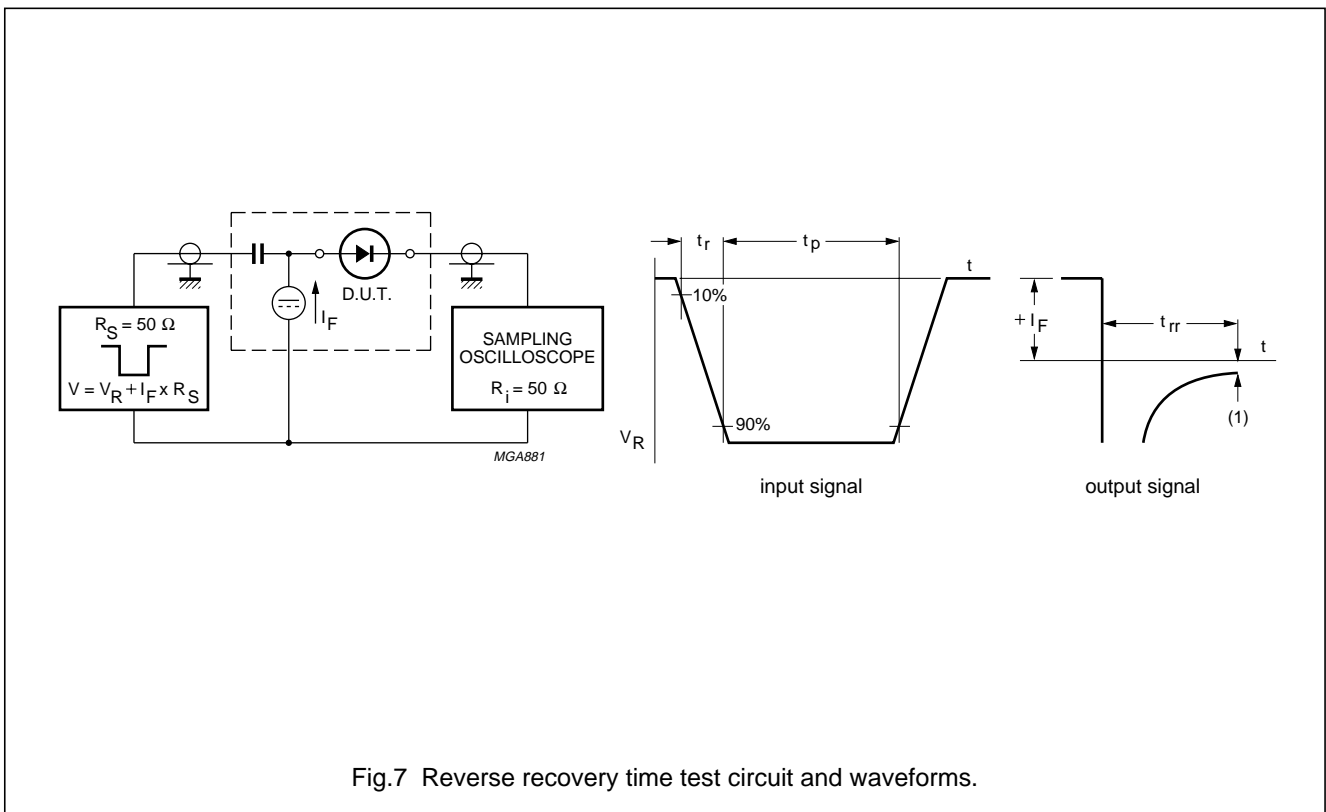 R_S = 50 Ω
V = V_R + I_F x R_S
I_F
D.U.T.
SAMPLING
OSCILLOSCOPE
R_i = 50 Ω
MGA881
t_r
t_p
t
10%
90%
V_R
input signal
+ I_F
t_rr
t
(1)
output signal
Fig.7 Reverse recovery time test circuit and waveforms.